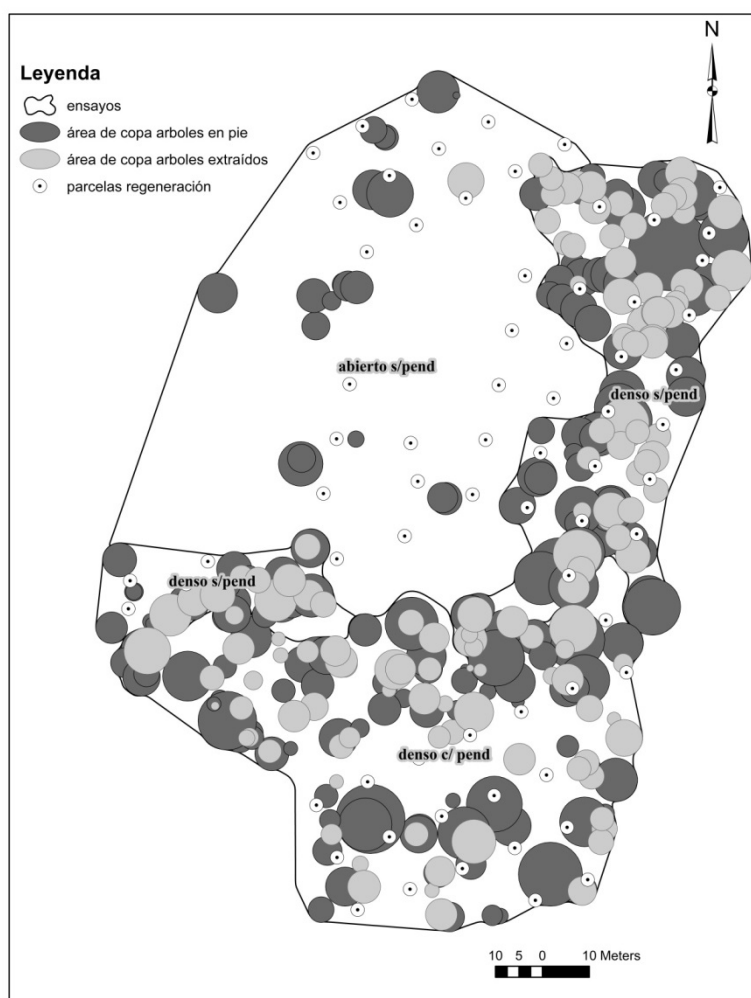 N
Leyenda
ensayos
área de copa arboles en pie
área de copa arboles extraídos
parcelas regeneración
abierto s/pend
denso s/pend
denso s/pend
denso c/ pend
10 5 0 10 Meters